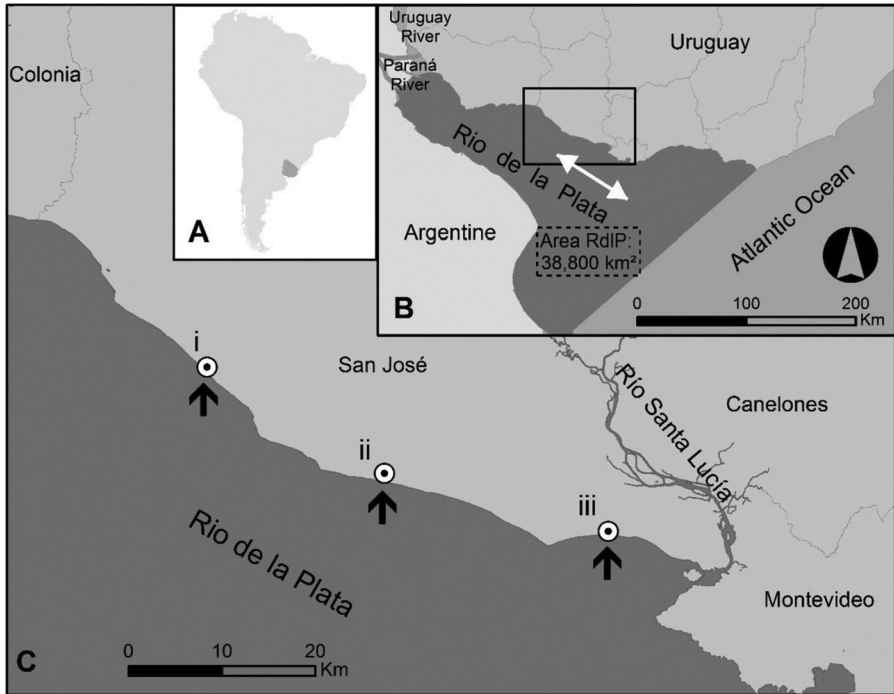 Colonia
A
Uruguay
River
Paraná
River
Uruguay
Rio de la Plata
Argentine
Area RdlP:
38,800 km²
Atlantic Ocean
B
0 100 200
Km
i
San José
ii
iii
Río Santa Lucía
Canelones
Rio de la Plata
Montevideo
C
0 10 20
Km